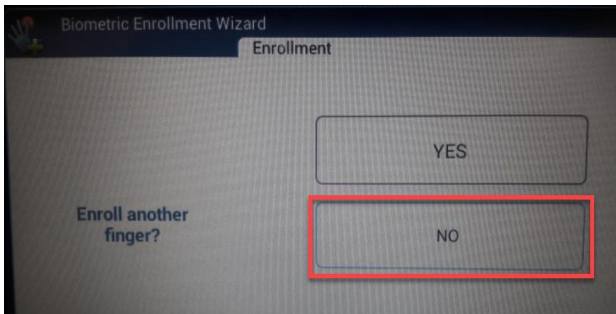 Biometric Enrollment Wizard
Enrollment
YES
Enroll another
finger?
NO